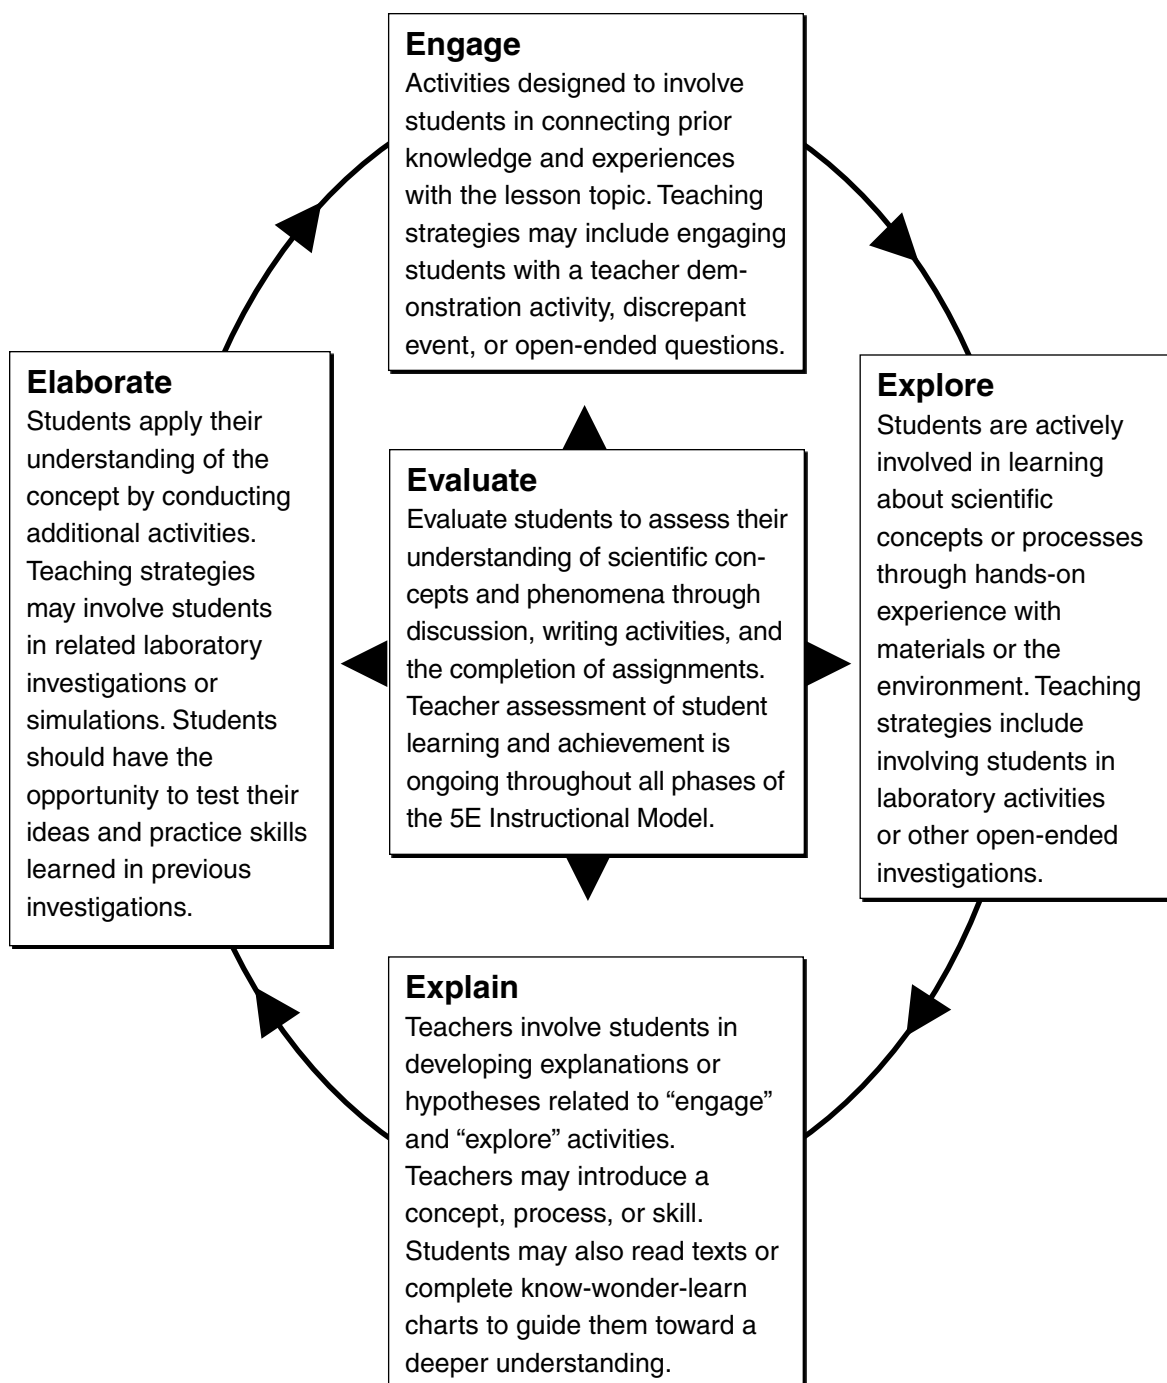 Engage
Activities designed to involve
students in connecting prior
knowledge and experiences
with the lesson topic. Teaching
strategies may include engaging
students with a teacher dem-
onstration activity, discrepant
event, or open-ended questions.
Elaborate
Students apply their
understanding of the
concept by conducting
additional activities.
Teaching strategies
may involve students
in related laboratory
investigations or
simulations. Students
should have the
opportunity to test their
ideas and practice skills
learned in previous
investigations.
Evaluate
Evaluate students to assess their
understanding of scientific con-
cepts and phenomena through
discussion, writing activities, and
the completion of assignments.
Teacher assessment of student
learning and achievement is
ongoing throughout all phases of
the 5E Instructional Model.
Explore
Students are actively
involved in learning
about scientific
concepts or processes
through hands-on
experience with
materials or the
environment. Teaching
strategies include
involving students in
laboratory activities
or other open-ended
investigations.
Explain
Teachers involve students in
developing explanations or
hypotheses related to “engage”
and “explore” activities.
Teachers may introduce a
concept, process, or skill.
Students may also read texts or
complete know-wonder-learn
charts to guide them toward a
deeper understanding.